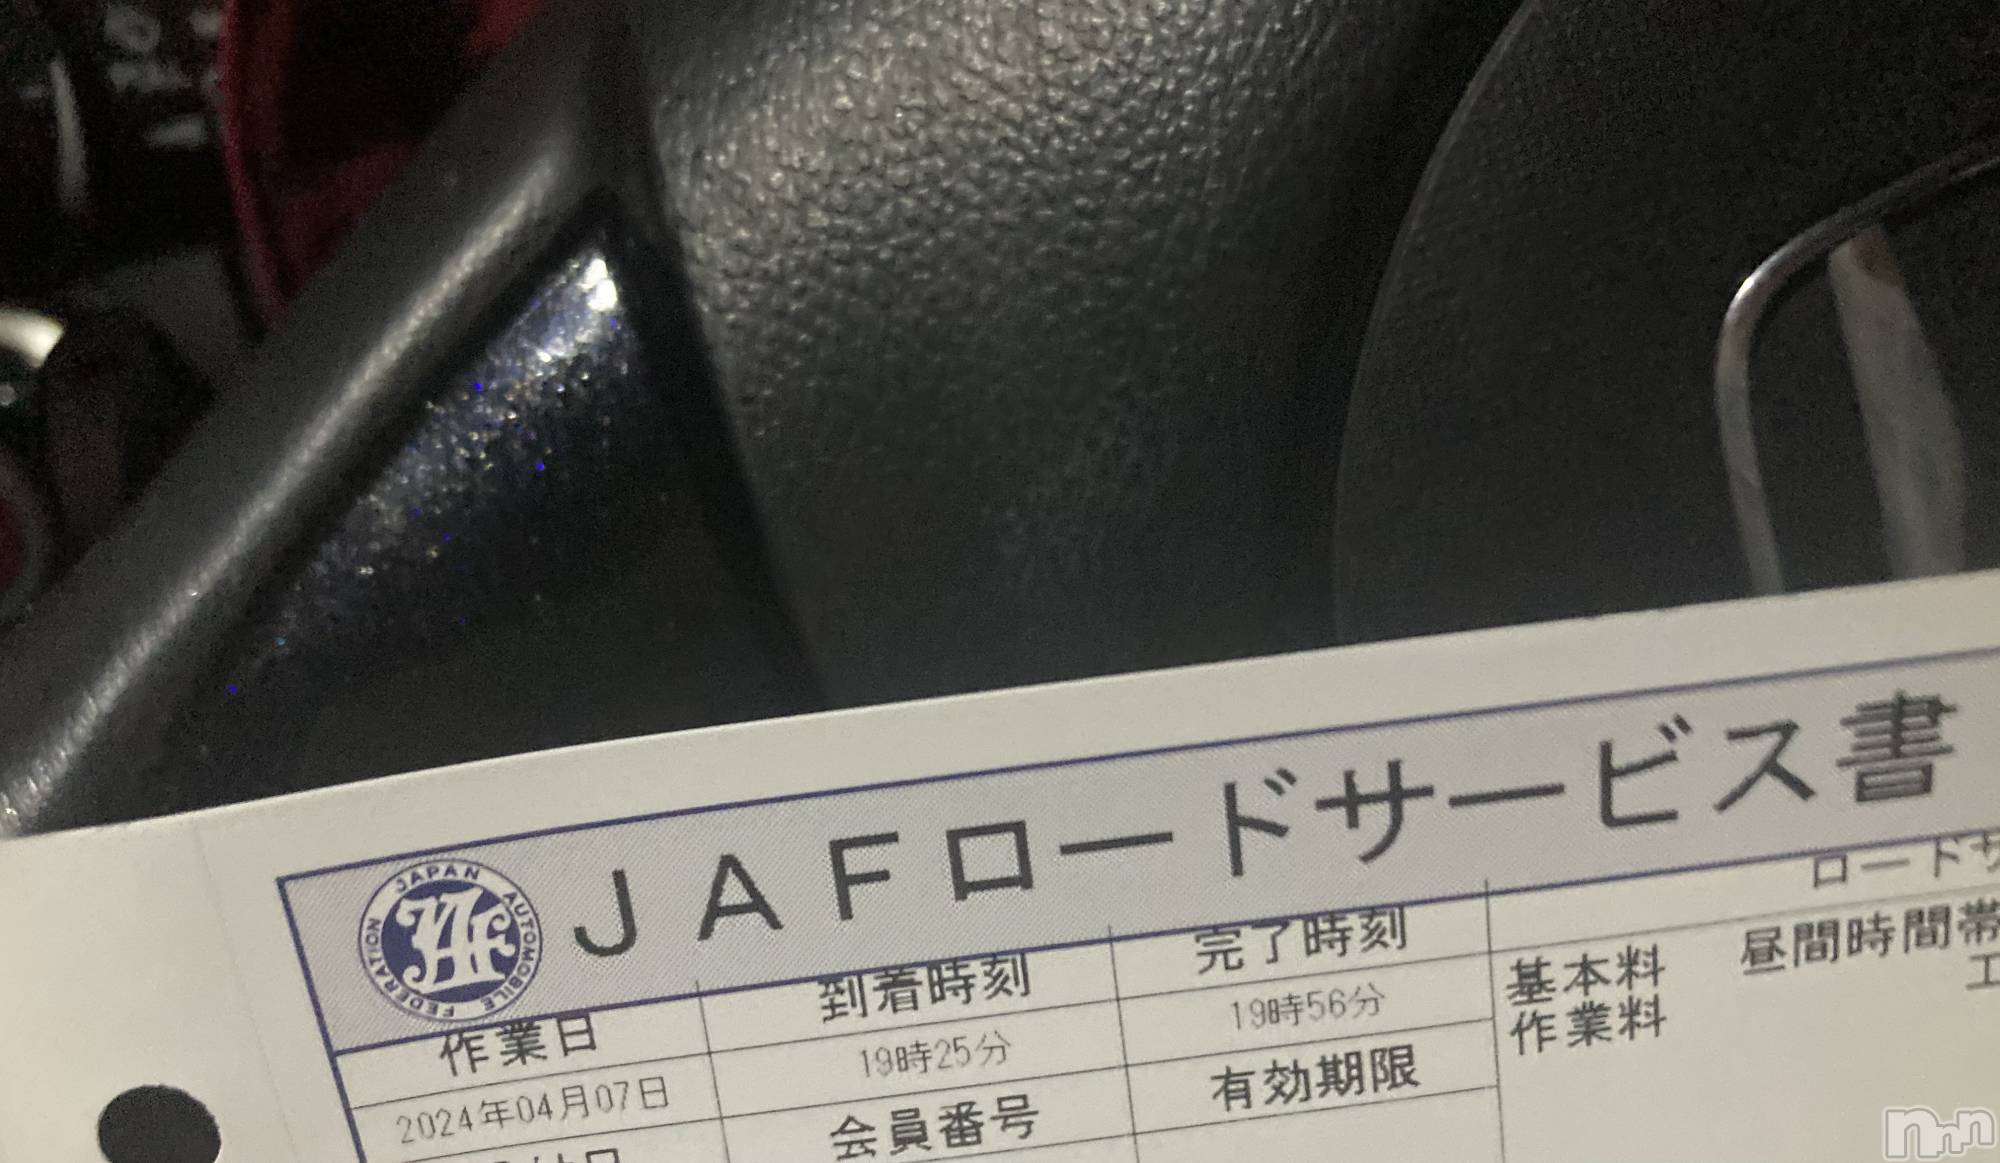 JAFロードサービス書
JAPAN AUTOMOBILE FEDERATION
ロードサ
作業日 到着時刻 完了時刻 基本料 昼間時間帯
2024年04月07日 19時25分 19時56分 作業料 工
会員番号 有効期限
nnn